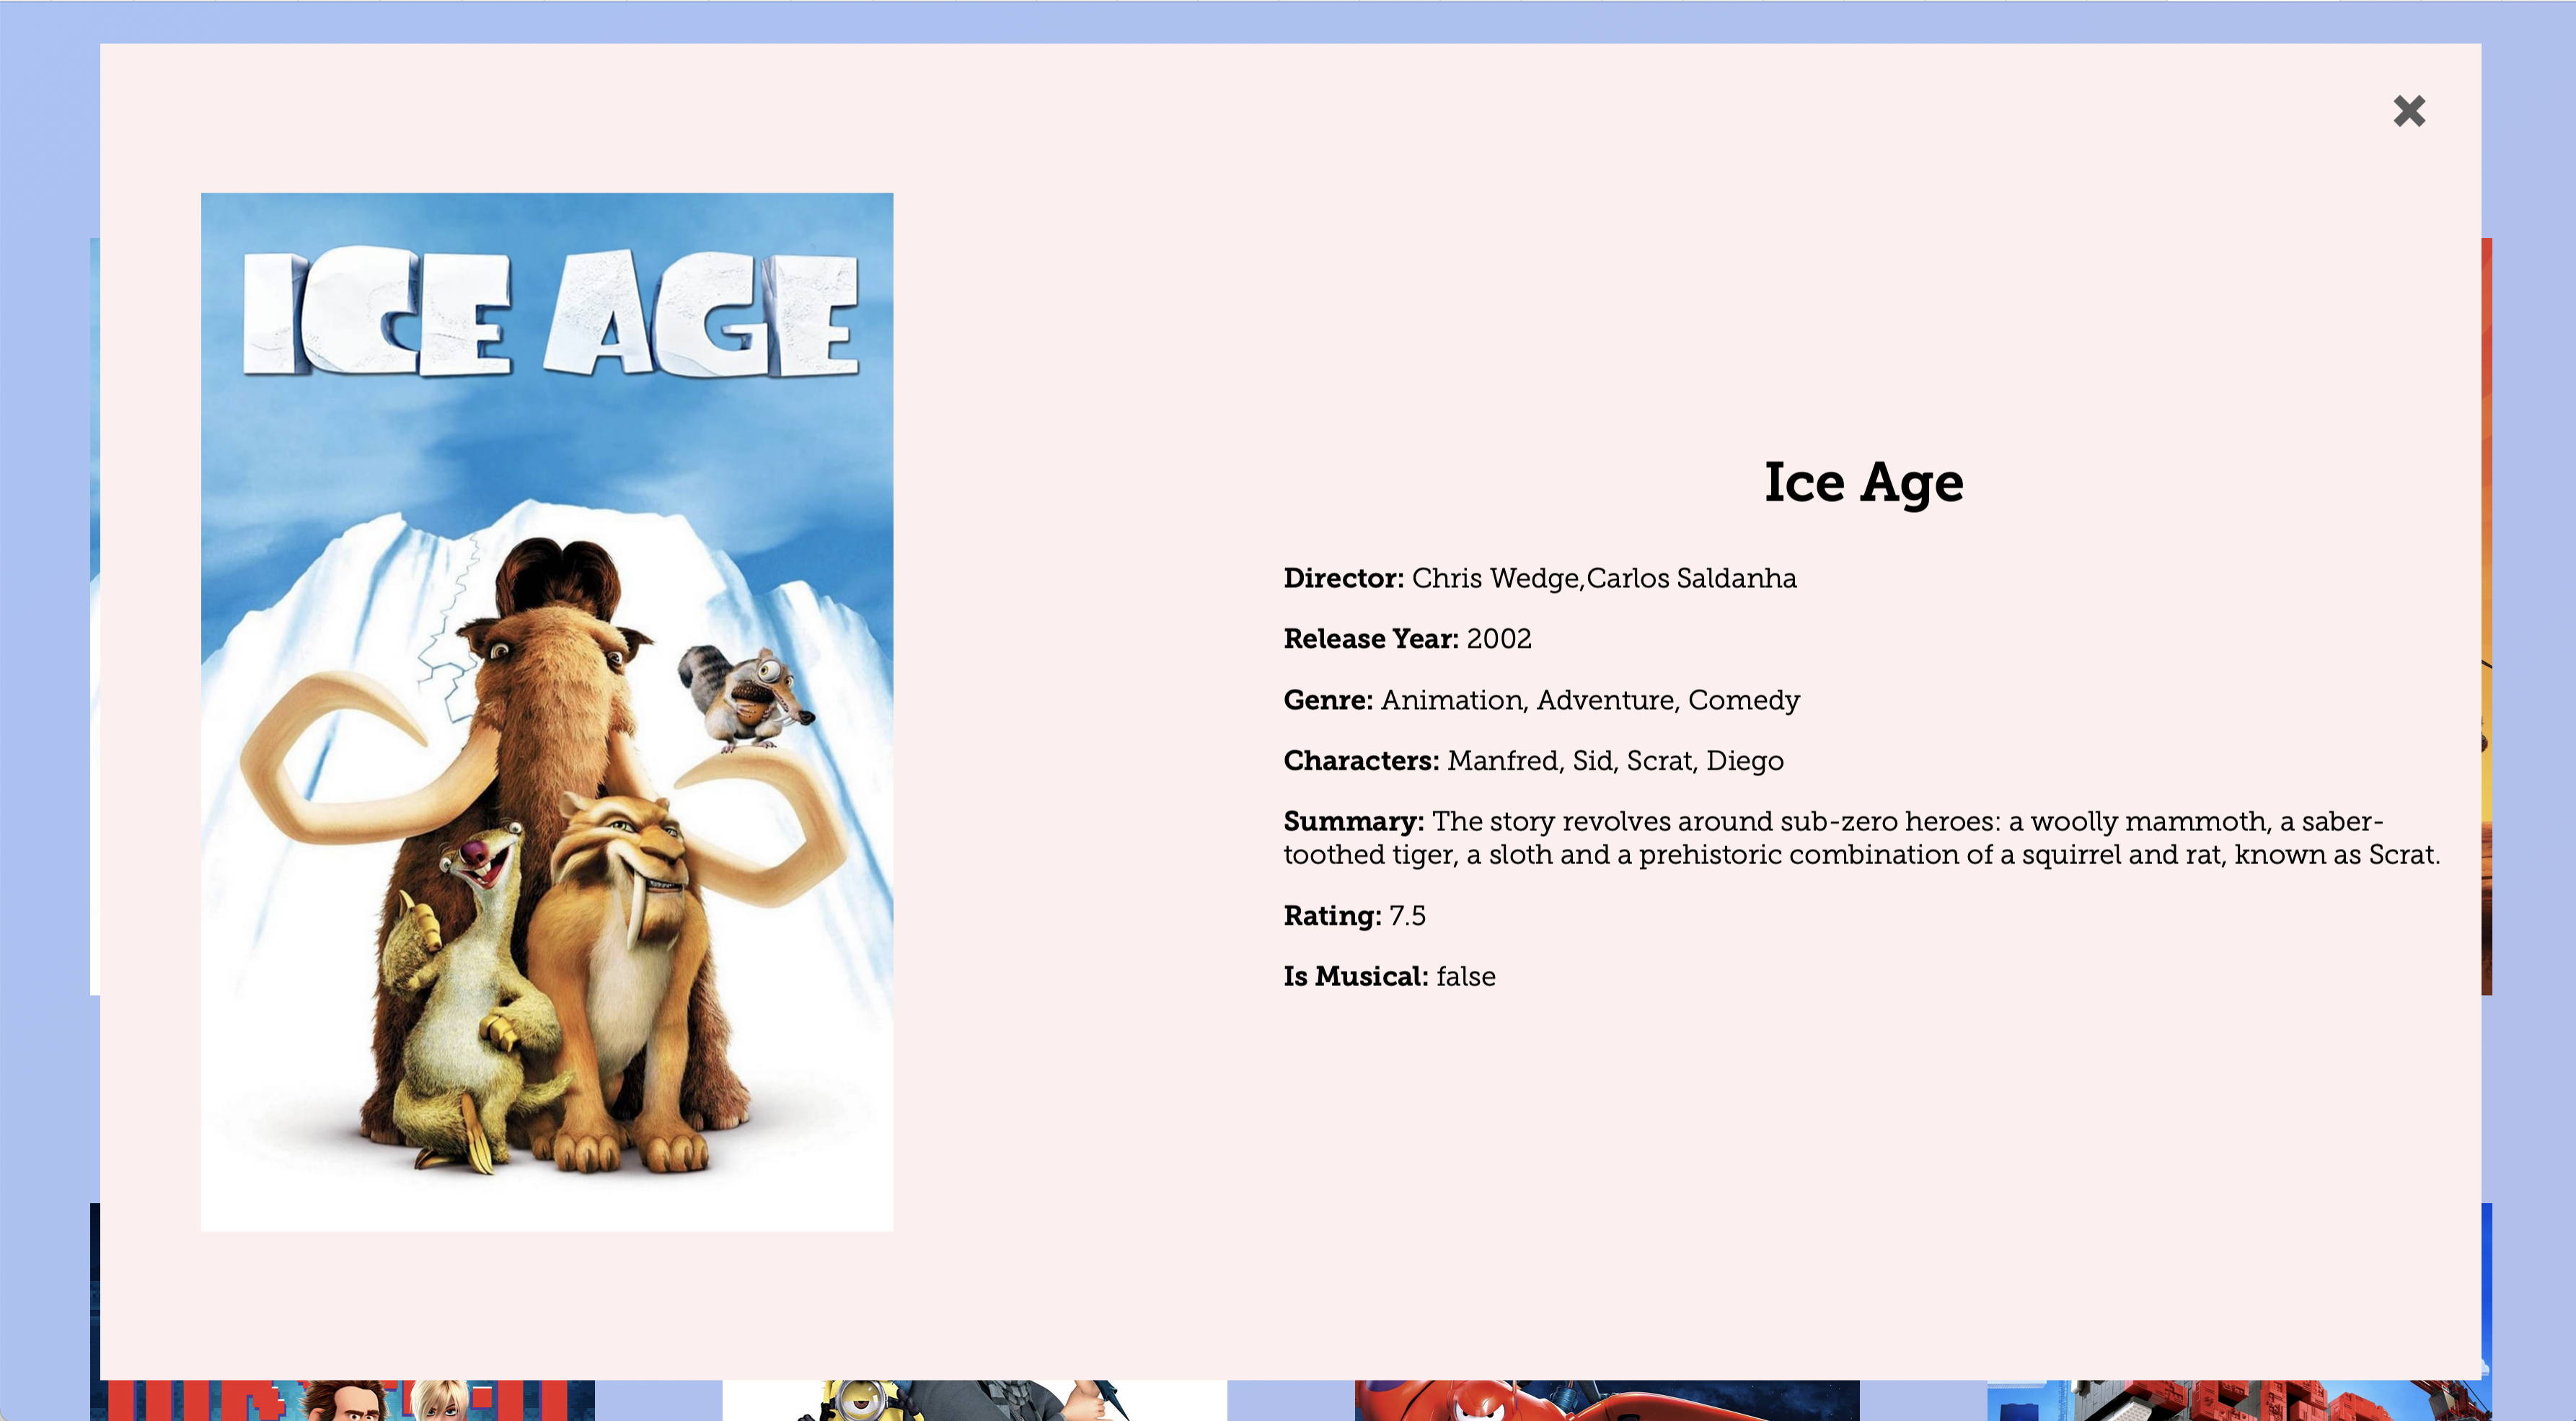 ICE AGE
Ice Age
Director: Chris Wedge,Carlos Saldanha
Release Year: 2002
Genre: Animation, Adventure, Comedy
Characters: Manfred, Sid, Scrat, Diego
Summary: The story revolves around sub-zero heroes: a woolly mammoth, a saber-
toothed tiger, a sloth and a prehistoric combination of a squirrel and rat, known as Scrat.
Rating: 7.5
Is Musical: false